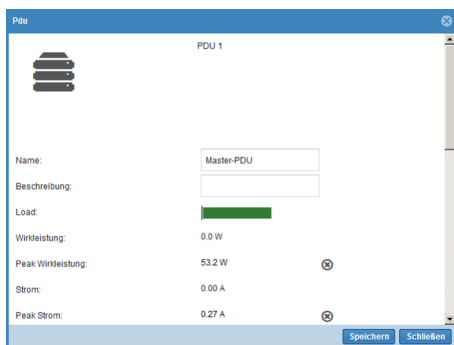 Pdu
PDU 1
Name: Master-PDU
Beschreibung:
Load:
Wirkleistung: 0.0 W
Peak Wirkleistung: 53.2 W
Strom: 0.00 A
Peak Strom: 0.27 A
Speichern Schließen